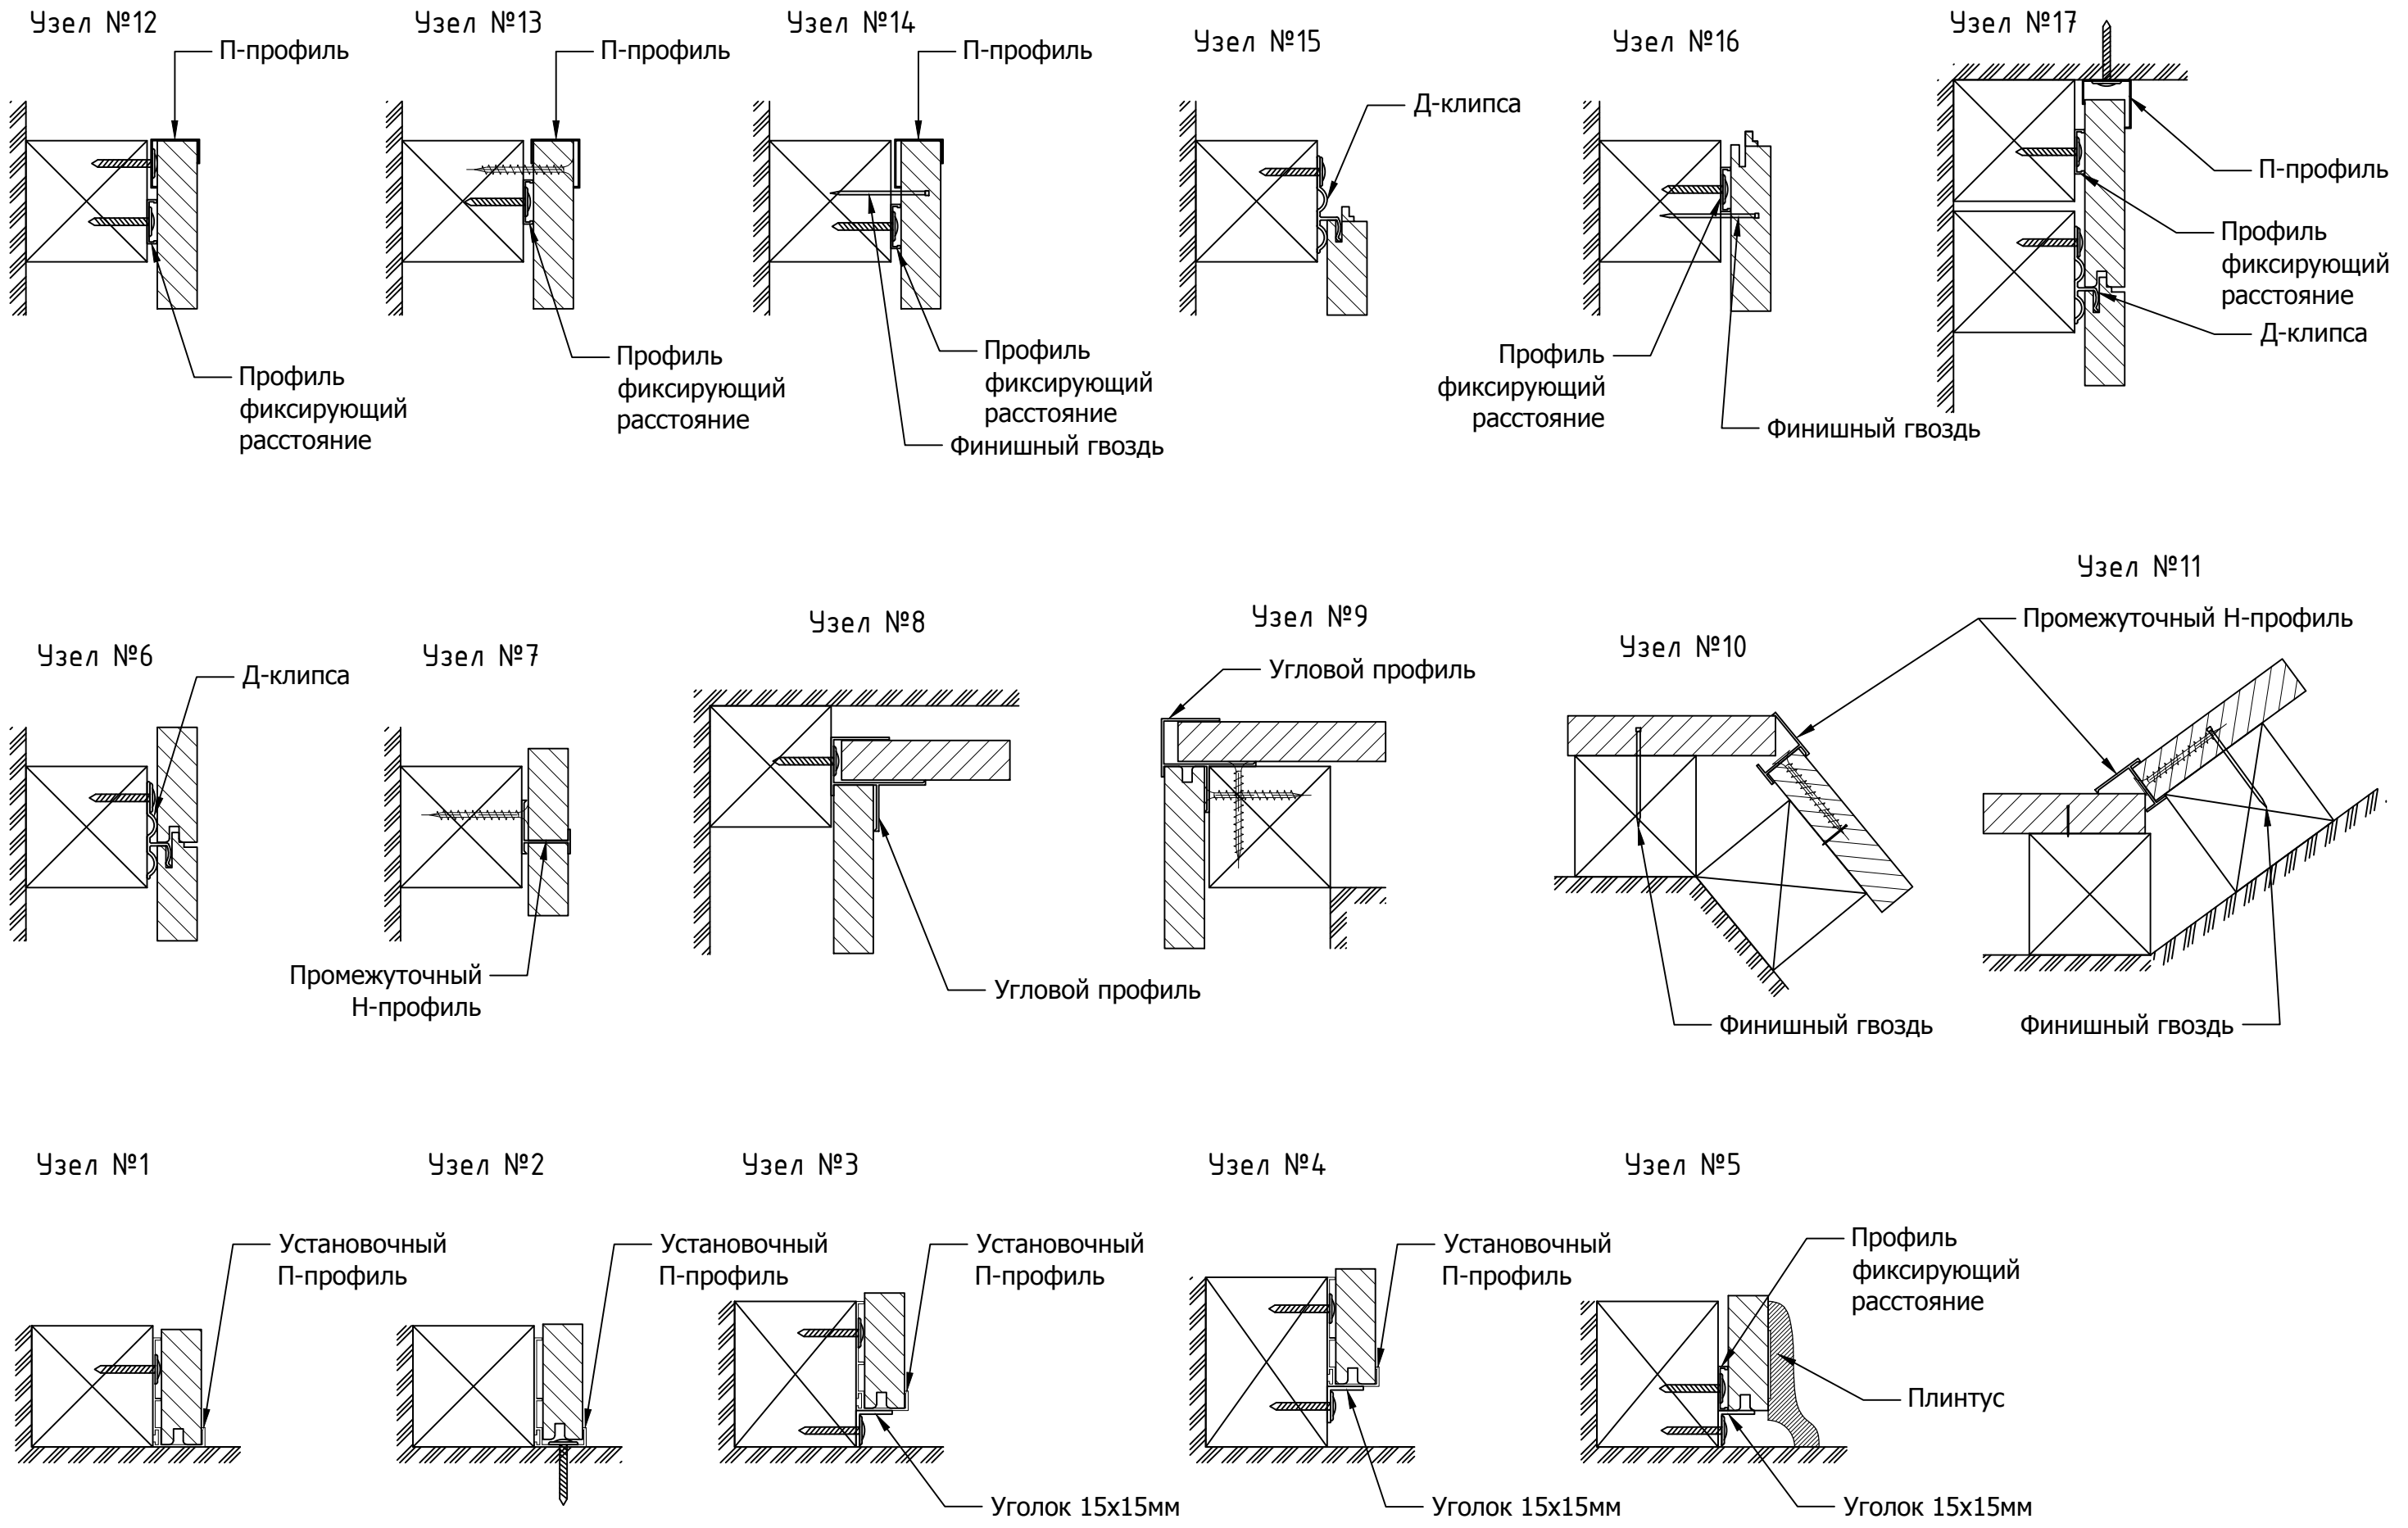 Узел №12
П-профиль
Профиль
фиксирующий
расстояние
Узел №13
П-профиль
Профиль
фиксирующий
расстояние
Узел №14
П-профиль
Профиль
фиксирующий
расстояние
Финишный гвоздь
Узел №15
Д-клипса
Узел №16
Профиль
фиксирующий
расстояние
Финишный гвоздь
Узел №17
П-профиль
Профиль
фиксирующий
расстояние
Д-клипса
Узел №6
Д-клипса
Узел №7
Промежуточный
Н-профиль
Узел №8
Угловой профиль
Узел №9
Угловой профиль
Узел №10
Финишный гвоздь
Узел №11
Промежуточный Н-профиль
Финишный гвоздь
Узел №1
Установочный
П-профиль
Узел №2
Установочный
П-профиль
Узел №3
Установочный
П-профиль
Уголок 15х15мм
Узел №4
Установочный
П-профиль
Уголок 15х15мм
Узел №5
Профиль
фиксирующий
расстояние
Плинтус
Уголок 15х15мм